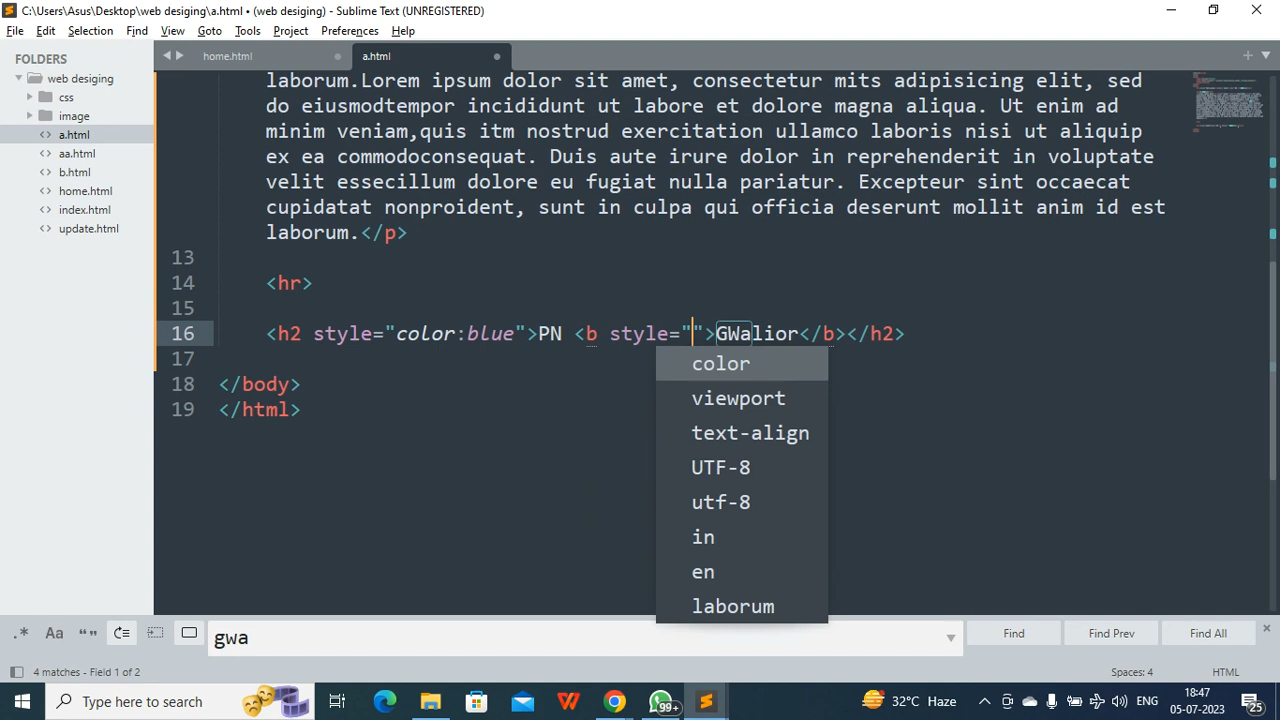 C:\Users\Asus\Desktop\web desiging\a.html • (web desiging) - Sublime Text (UNREGISTERED)
File Edit Selection Find View Goto Tools Project Preferences Help
FOLDERS
web desiging
css
image
a.html
aa.html
b.html
home.html
index.html
update.html
home.html
a.html
laborum.Lorem ipsum dolor sit amet, consectetur mits adipisicing elit, sed
do eiusmodtempor incididunt ut labore et dolore magna aliqua. Ut enim ad
minim veniam,quis itm nostrud exercitation ullamco laboris nisi ut aliquip
ex ea commodoconsequat. Duis aute irure dolor in reprehenderit in voluptate
velit essecillum dolore eu fugiat nulla pariatur. Excepteur sint occaecat
cupidatat nonproident, sunt in culpa qui officia deserunt mollit anim id est
laborum.</p>
13
14 <hr>
15
16 <h2 style="color:blue">PN <b style="">GWalior</b></h2>
17
18 </body>
19 </html>
color
viewport
text-align
UTF-8
utf-8
in
en
laborum
.* Aa “ ”
gwa
Find
Find Prev
Find All
4 matches - Field 1 of 2
Spaces: 4
HTML
Type here to search
99+
32°C Haze
ENG
18:47
05-07-2023
25